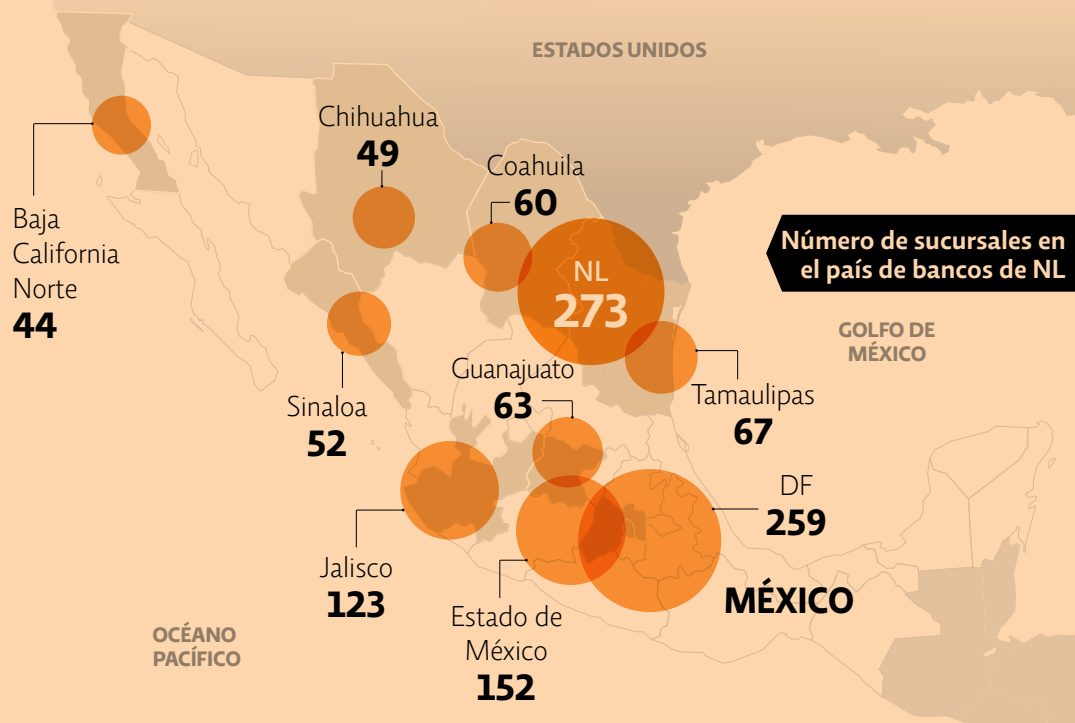 ESTADOS UNIDOS
Chihuahua
49
Coahuila
60
Baja
California
Norte
44
NL
273
Número de sucursales en
el país de bancos de NL
GOLFO DE
MÉXICO
Guanajuato
63
Tamaulipas
67
Sinaloa
52
DF
259
Jalisco
123
MÉXICO
Estado de
México
152
OCÉANO
PACÍFICO